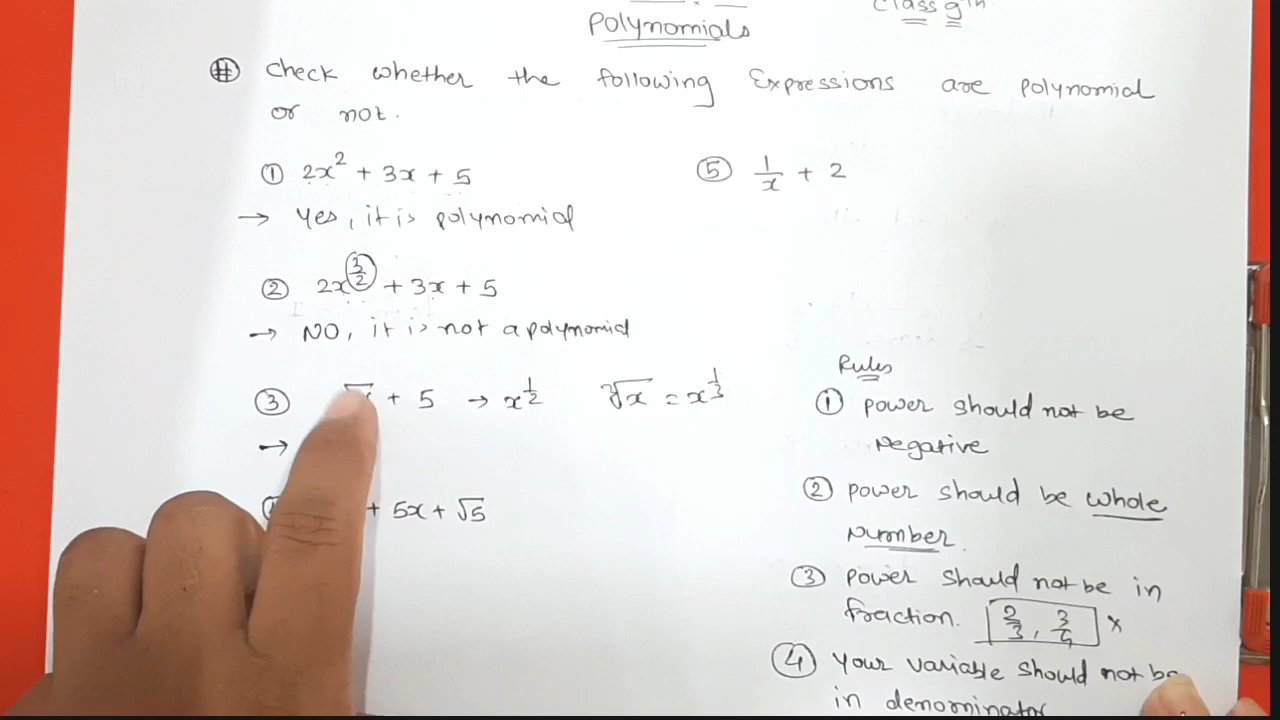 Class 9th
Polynomials
# Check whether the following Expressions are polynomial
or not.
① 2x² + 3x + 5
→ Yes, it is polynomial
② 2x^(3/2) + 3x + 5
→ NO, it is not a polynomial
③ + 5 → x^(1/2) ∛x = x^(1/3)
→
+ 5x + √5
⑤ 1/x + 2
Rules
① power should not be
Negative
② power should be whole
Number.
③ power should not be in
fraction. 2/3, 3/4 ×
④ Your variable should not be
in denominator